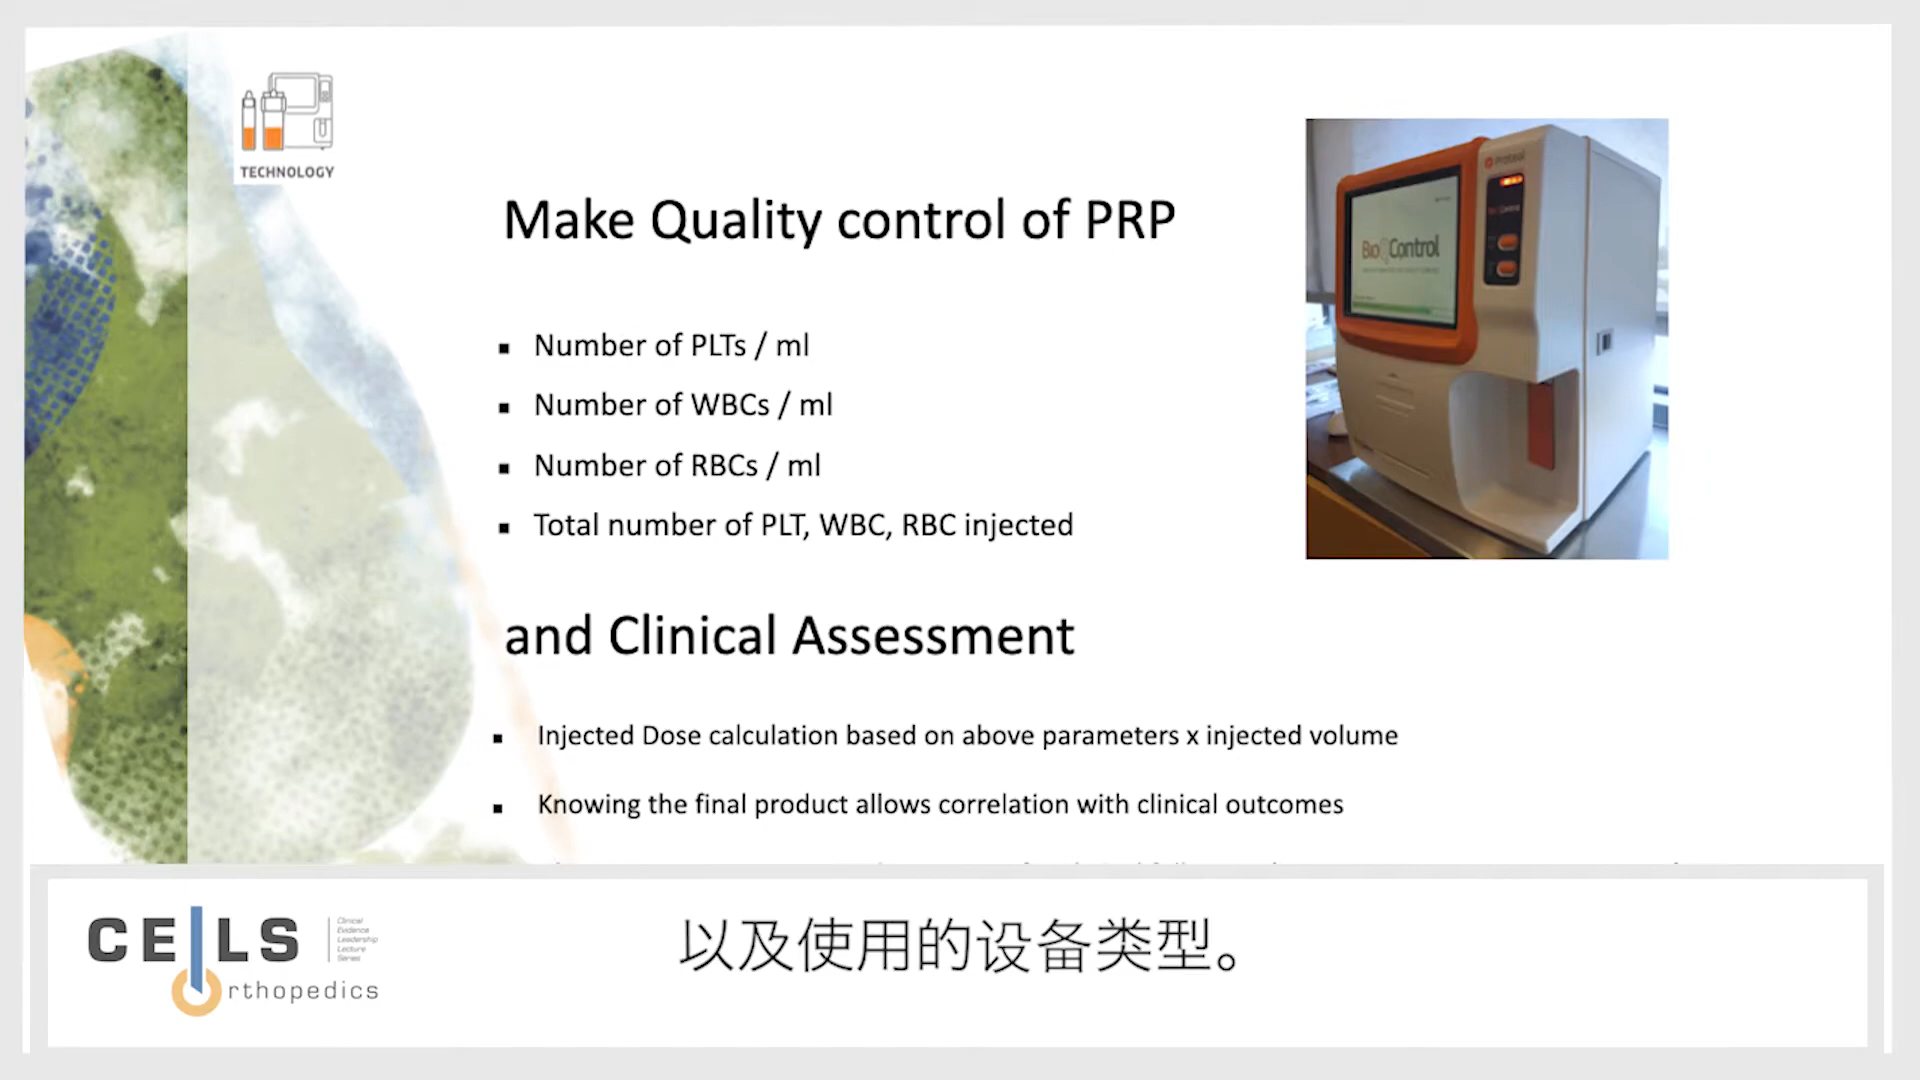 TECHNOLOGY
Make Quality control of PRP
Proteal
BioQControl
▪ Number of PLTs / ml
▪ Number of WBCs / ml
▪ Number of RBCs / ml
▪ Total number of PLT, WBC, RBC injected
and Clinical Assessment
▪ Injected Dose calculation based on above parameters x injected volume
▪ Knowing the final product allows correlation with clinical outcomes
CELLS
Clinical
Evidence
Leadership
Lecture
Series
Orthopedics
以及使用的设备类型。